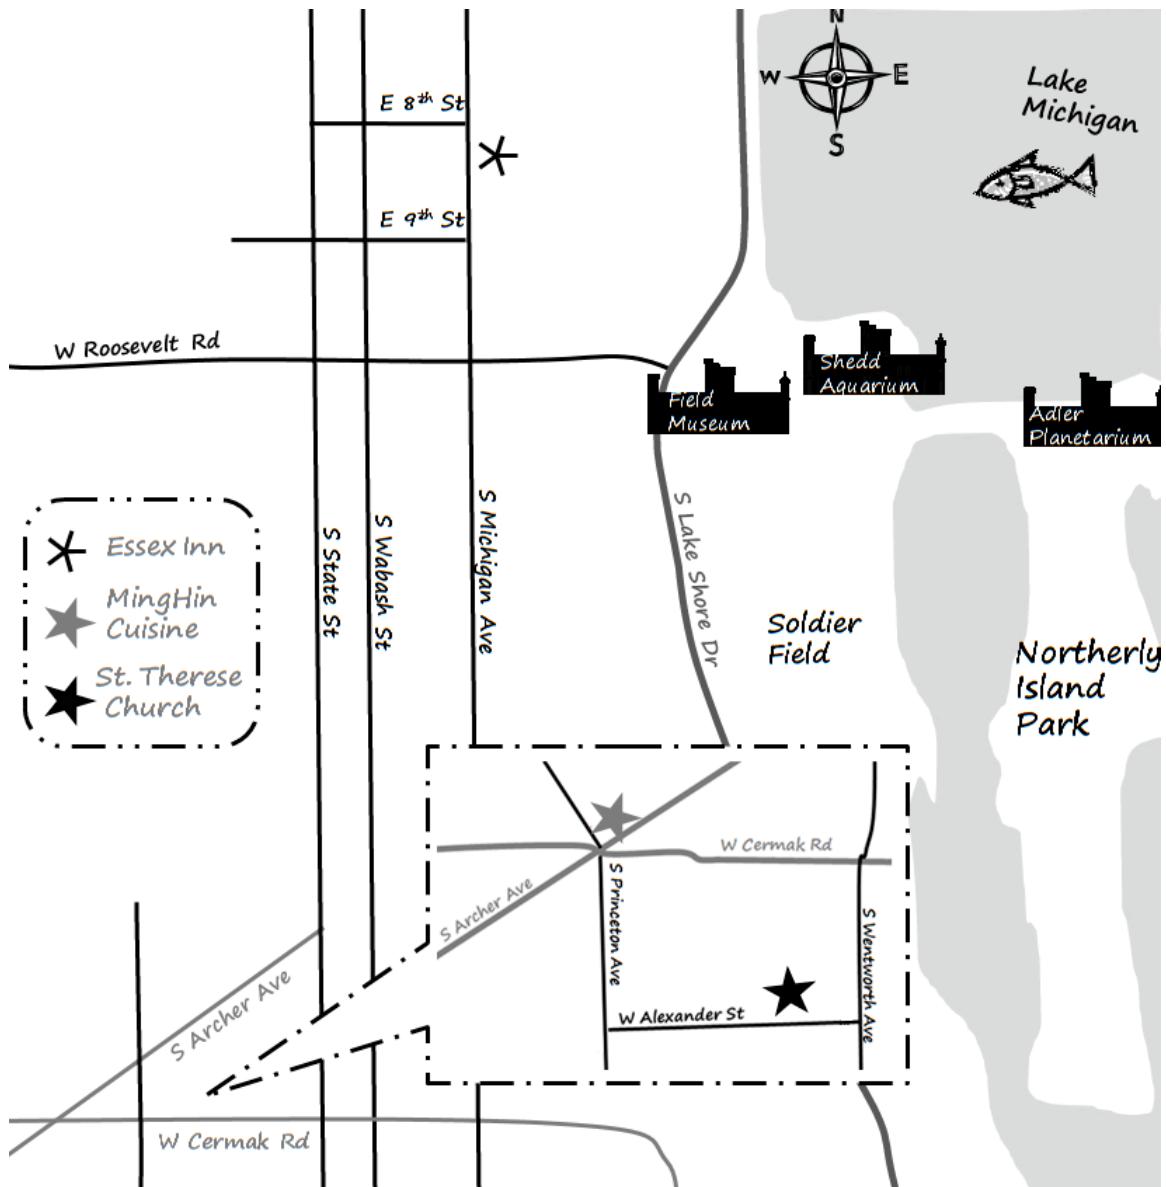 N
W
E
S
Lake
Michigan
E 8th St
E 9th St
W Roosevelt Rd
Shedd
Aquarium
Field
Museum
Adler
Planetarium
S State St
S Wabash St
S Michigan Ave
S Lake Shore Dr
Essex Inn
MingHin
Cuisine
St. Therese
Church
Soldier
Field
Northerly
Island
Park
W Cermak Rd
S Archer Ave
S Princeton Ave
S Wentworth Ave
W Alexander St
S Archer Ave
W Cermak Rd